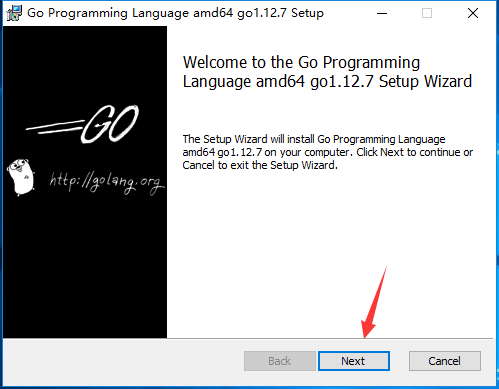 Go Programming Language amd64 go1.12.7 Setup
Welcome to the Go Programming
Language amd64 go1.12.7 Setup Wizard
GO
http://golang.org
The Setup Wizard will install Go Programming Language
amd64 go1.12.7 on your computer. Click Next to continue or
Cancel to exit the Setup Wizard.
Back
Next
Cancel